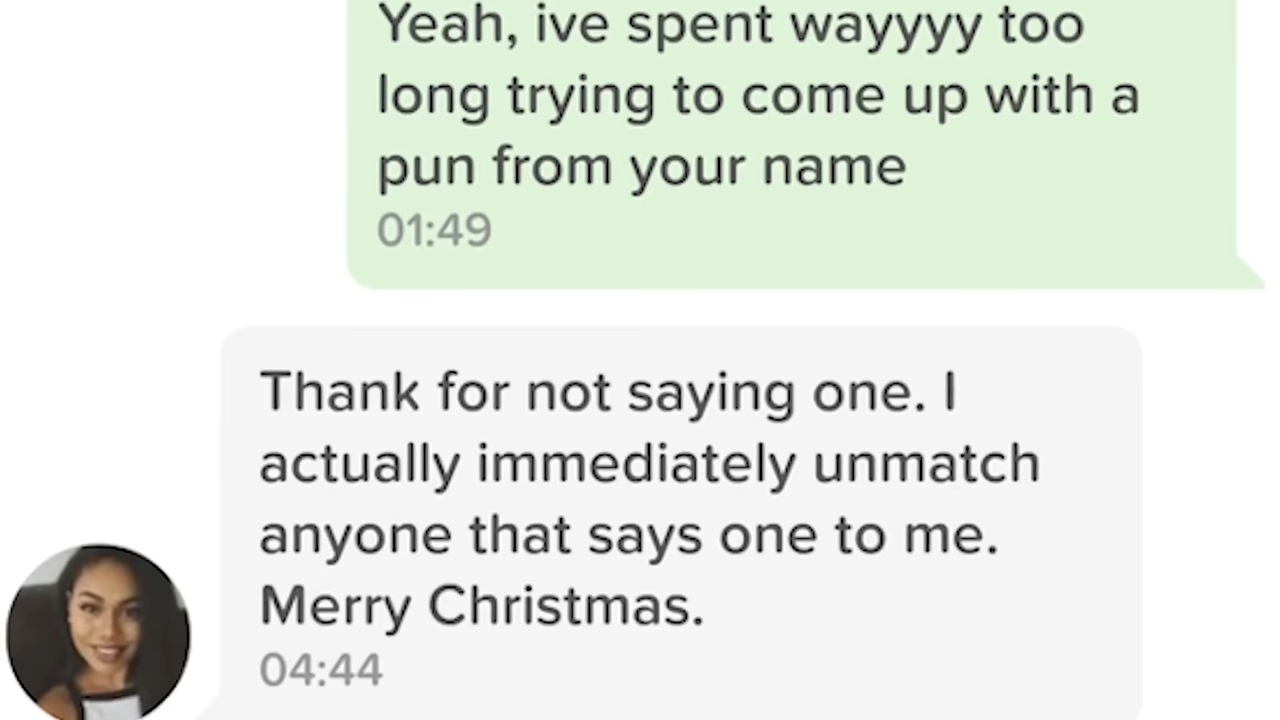 Yeah, ive spent wayyyy too
long trying to come up with a
pun from your name
01:49
Thank for not saying one. I
actually immediately unmatch
anyone that says one to me.
Merry Christmas.
04:44